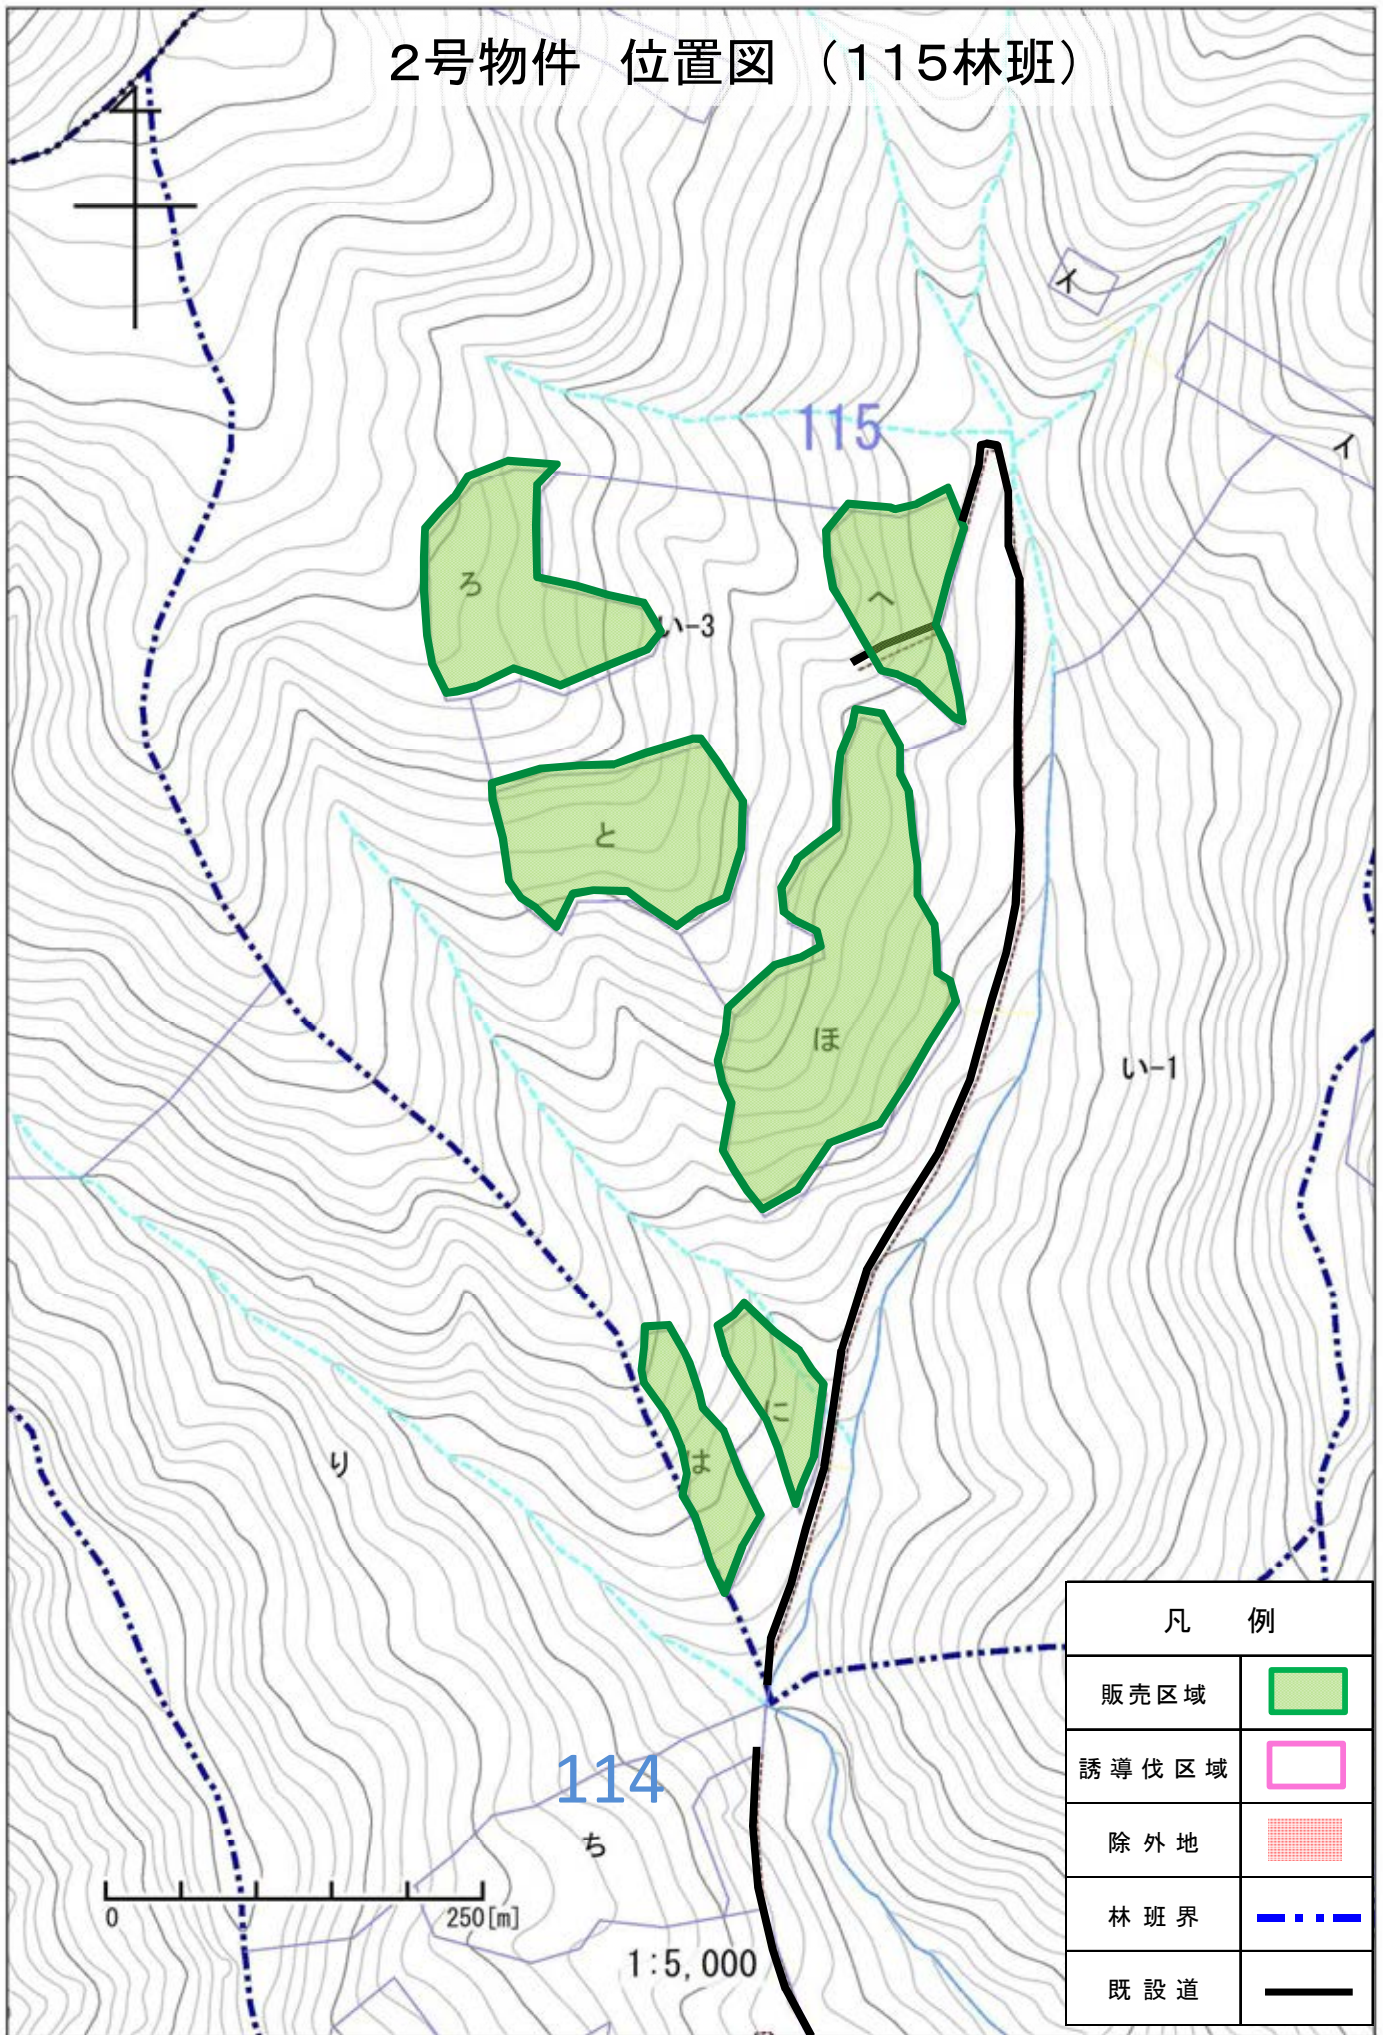 ２号物件　位置図　（１１５林班）
イ
115
イ
ろ
へ
い-3
と
ほ
い-1
に
は
り
114
ち
0
250[m]
1:5,000
凡　例
販売区域
誘導伐区域
除外地
林班界
既設道